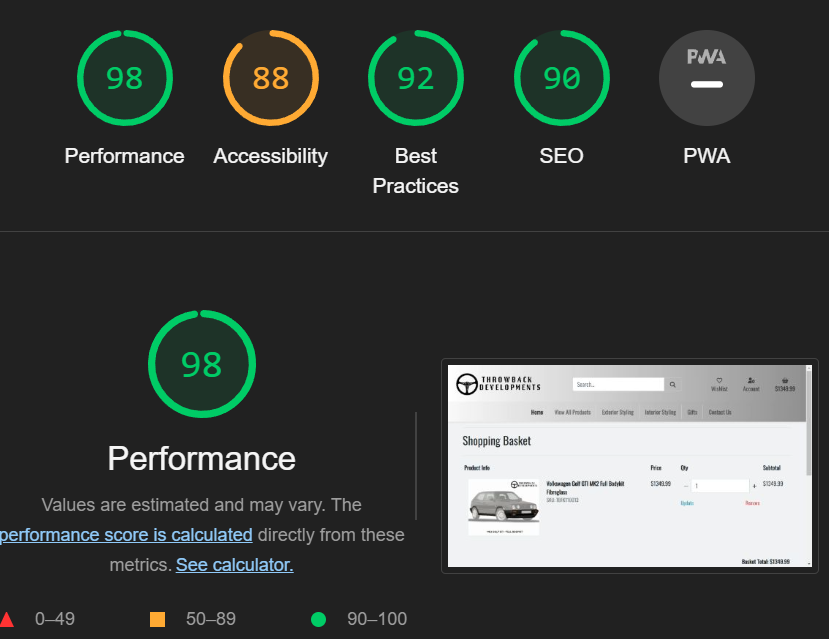 98
88
92
90
PWA
Performance
Accessibility
Best
Practices
SEO
PWA
98
Performance
Values are estimated and may vary. The
performance score is calculated directly from these
metrics. See calculator.
0–49
50–89
90–100
THROWBACK
DEVELOPMENTS
Search...
Wishlist
Account
$1349.99
Home
View All Products
Exterior Styling
Interior Styling
Gifts
Contact Us
Shopping Basket
Product Info
Price
Qty
Subtotal
Volkswagen Golf GTI MK2 Full Bodykit
Fibreglass
$1349.99
1
$1349.99
Update
Remove
Basket Total: $1349.99